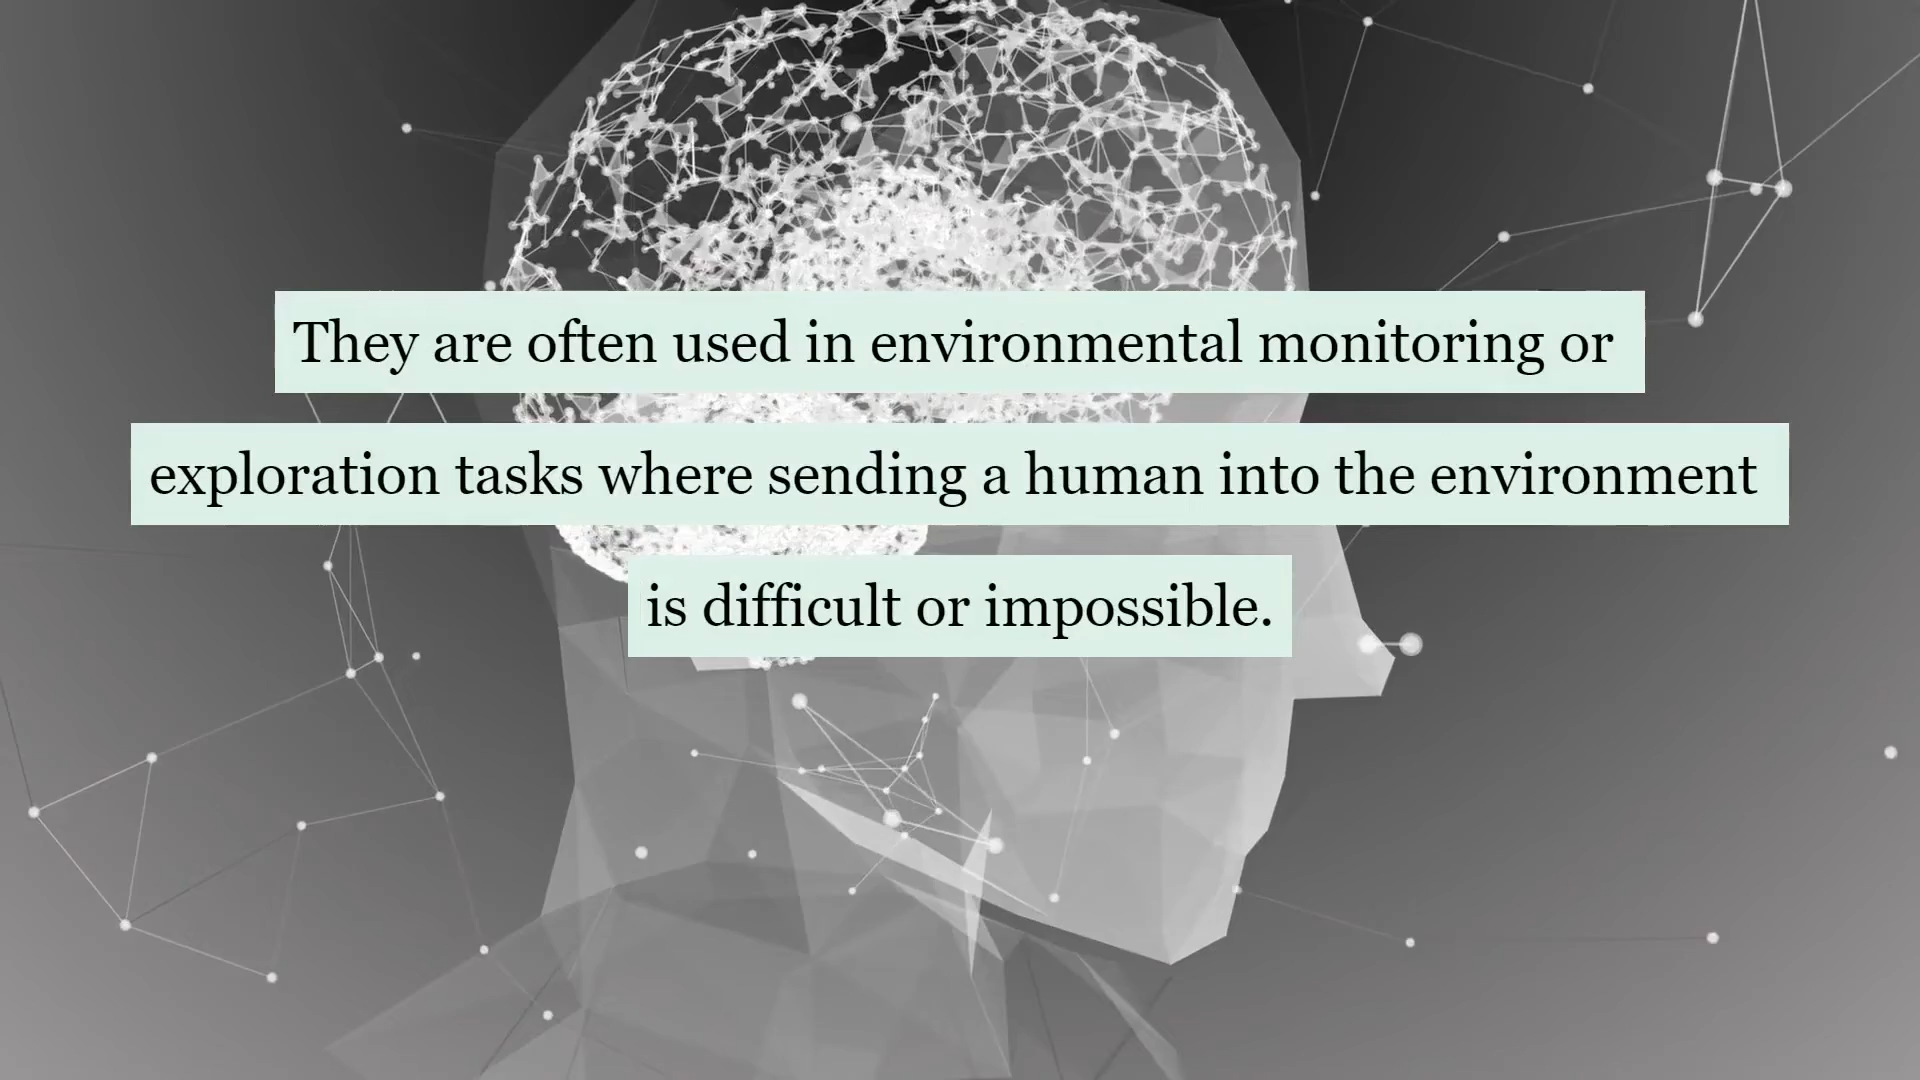 They are often used in environmental monitoring or
exploration tasks where sending a human into the environment
is difficult or impossible.